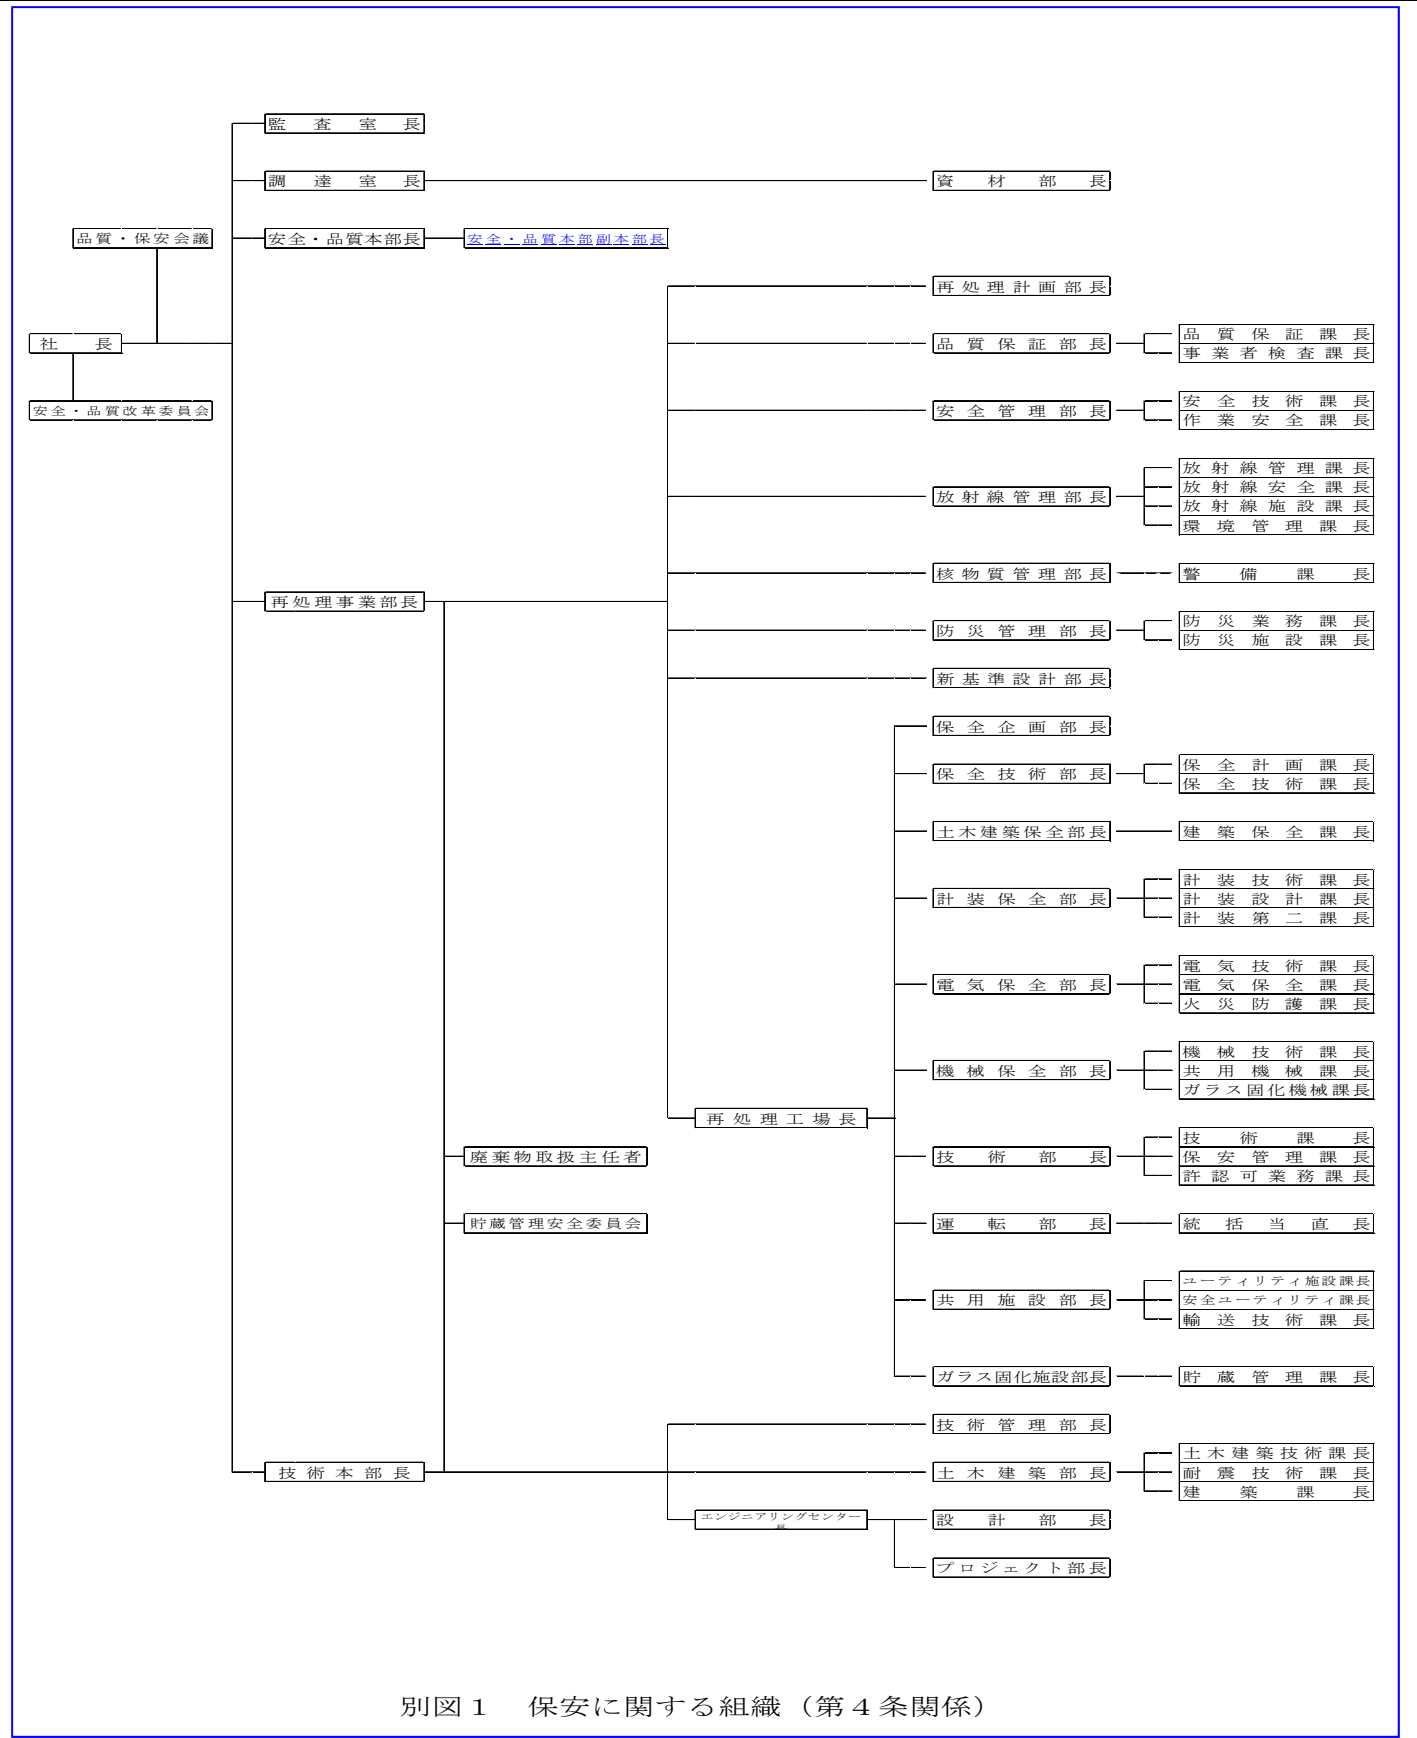 監査室長
調達室長
資材部長
品質・保安会議
安全・品質本部長
安全・品質本部副本部長
再処理計画部長
社長
品質保証部長
品質保証課長
事業者検査課長
安全・品質改革委員会
安全管理部長
安全技術課長
作業安全課長
放射線管理部長
放射線管理課長
放射線安全課長
放射線施設課長
環境管理課長
核物質管理部長
警備課長
再処理事業部長
防災管理部長
防災業務課長
防災施設課長
新基準設計部長
保全企画部長
保全技術部長
保全計画課長
保全技術課長
土木建築保全部長
建築保全課長
計装保全部長
計装技術課長
計装設計課長
計装第二課長
電気保全部長
電気技術課長
電気保全課長
火災防護課長
機械保全部長
機械技術課長
共用機械課長
ガラス固化機械課長
再処理工場長
廃棄物取扱主任者
技術部長
技術課長
保安管理課長
許認可業務課長
貯蔵管理安全委員会
運転部長
統括当直長
共用施設部長
ユーティリティ施設課長
安全ユーティリティ課長
輸送技術課長
ガラス固化施設部長
貯蔵管理課長
技術管理部長
技術本部長
土木建築部長
土木建築技術課長
耐震技術課長
建築課長
エンジニアリングセンター
長
設計部長
プロジェクト部長
別図1　保安に関する組織（第4条関係）